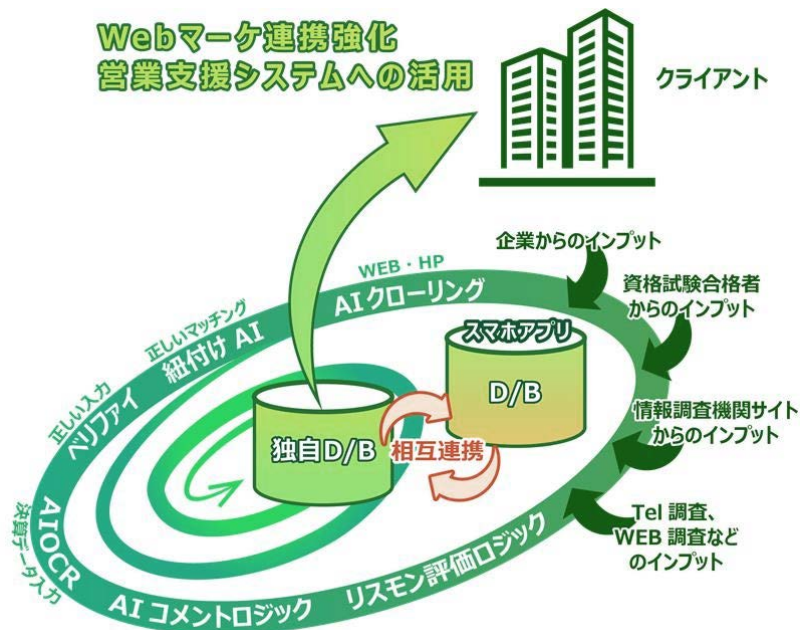 Webマーケ連携強化
営業支援システムへの活用
クライアント
企業からのインプット
資格試験合格者
からのインプット
情報調査機関サイト
からのインプット
Tel 調査、
WEB 調査など
のインプット
WEB・HP
AI クローリング
正しいマッチング
紐付け AI
正しい入力
ベリファイ
決算データ入力
AIOCR
AI コメントロジック
リスモン評価ロジック
スマホアプリ
D/B
独自D/B
相互連携